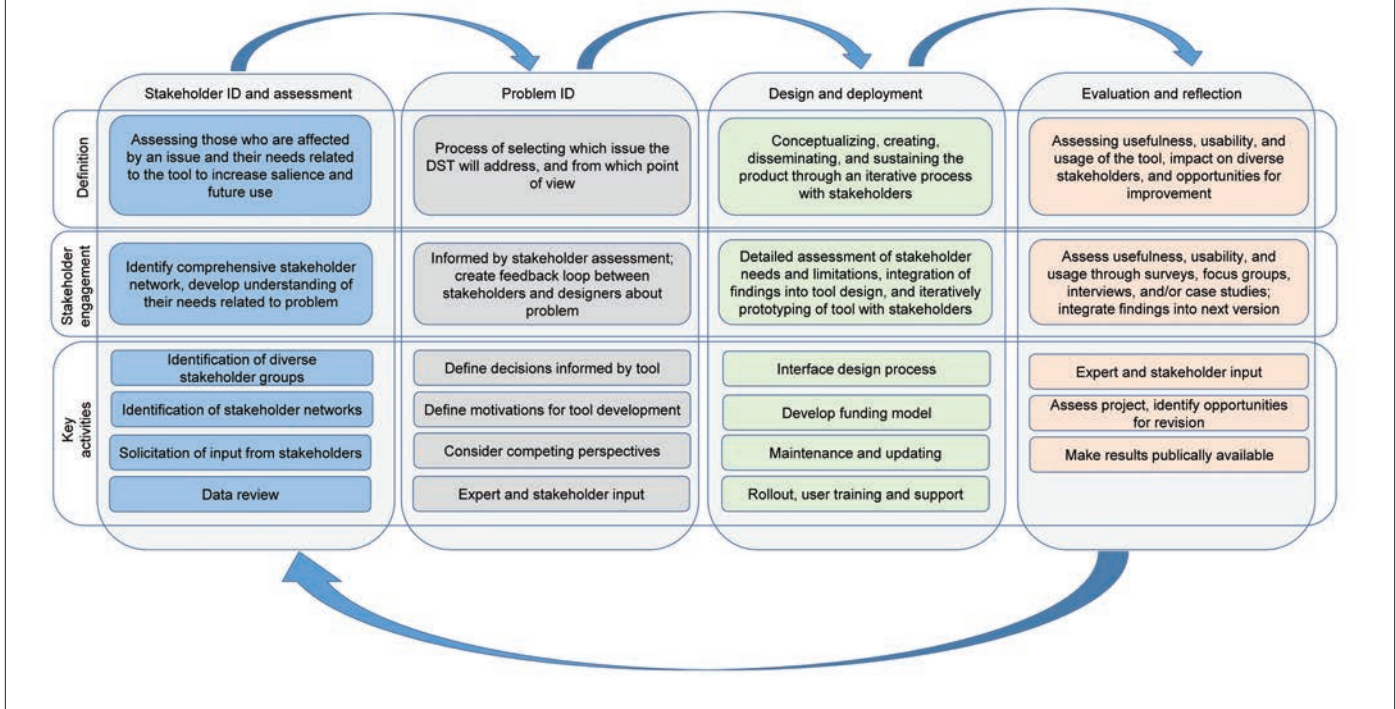 Stakeholder ID and assessment
Problem ID
Design and deployment
Evaluation and reflection
Definition
Assessing those who are affected
by an issue and their needs related
to the tool to increase salience and
future use
Process of selecting which issue the
DST will address, and from which point
of view
Conceptualizing, creating,
disseminating, and sustaining the
product through an iterative process
with stakeholders
Assessing usefulness, usability, and
usage of the tool, impact on diverse
stakeholders, and opportunities for
improvement
Stakeholder
engagement
Identify comprehensive stakeholder
network, develop understanding of
their needs related to problem
Informed by stakeholder assessment;
create feedback loop between
stakeholders and designers about
problem
Detailed assessment of stakeholder
needs and limitations, integration of
findings into tool design, and iteratively
prototyping of tool with stakeholders
Assess usefulness, usability, and
usage through surveys, focus groups,
interviews, and/or case studies;
integrate findings into next version
Key
activities
Identification of diverse
stakeholder groups
Identification of stakeholder networks
Solicitation of input from stakeholders
Data review
Define decisions informed by tool
Define motivations for tool development
Consider competing perspectives
Expert and stakeholder input
Interface design process
Develop funding model
Maintenance and updating
Rollout, user training and support
Expert and stakeholder input
Assess project, identify opportunities
for revision
Make results publically available